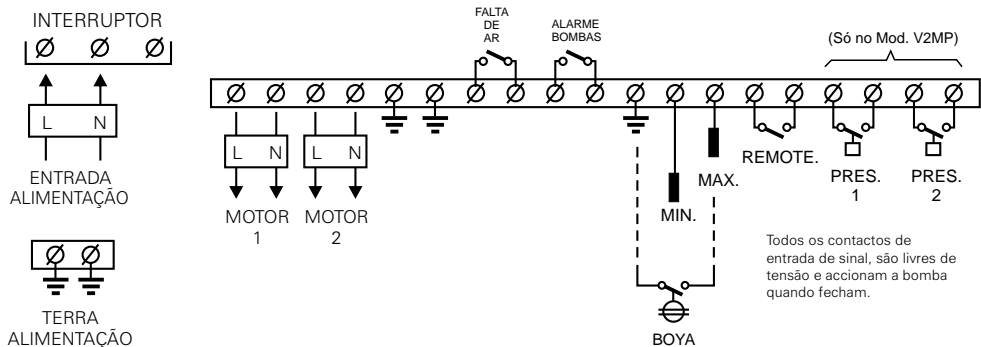 INTERRUPTOR
L
N
ENTRADA
ALIMENTAÇÃO
TERRA
ALIMENTAÇÃO
FALTA
DE
AR
ALARME
BOMBAS
(Só no Mod. V2MP)
L
N
L
N
MOTOR
1
MOTOR
2
MIN.
MAX.
REMOTE.
PRES.
1
PRES.
2
BOYA
Todos os contactos de
entrada de sinal, são livres de
tensão e accionam a bomba
quando fecham.